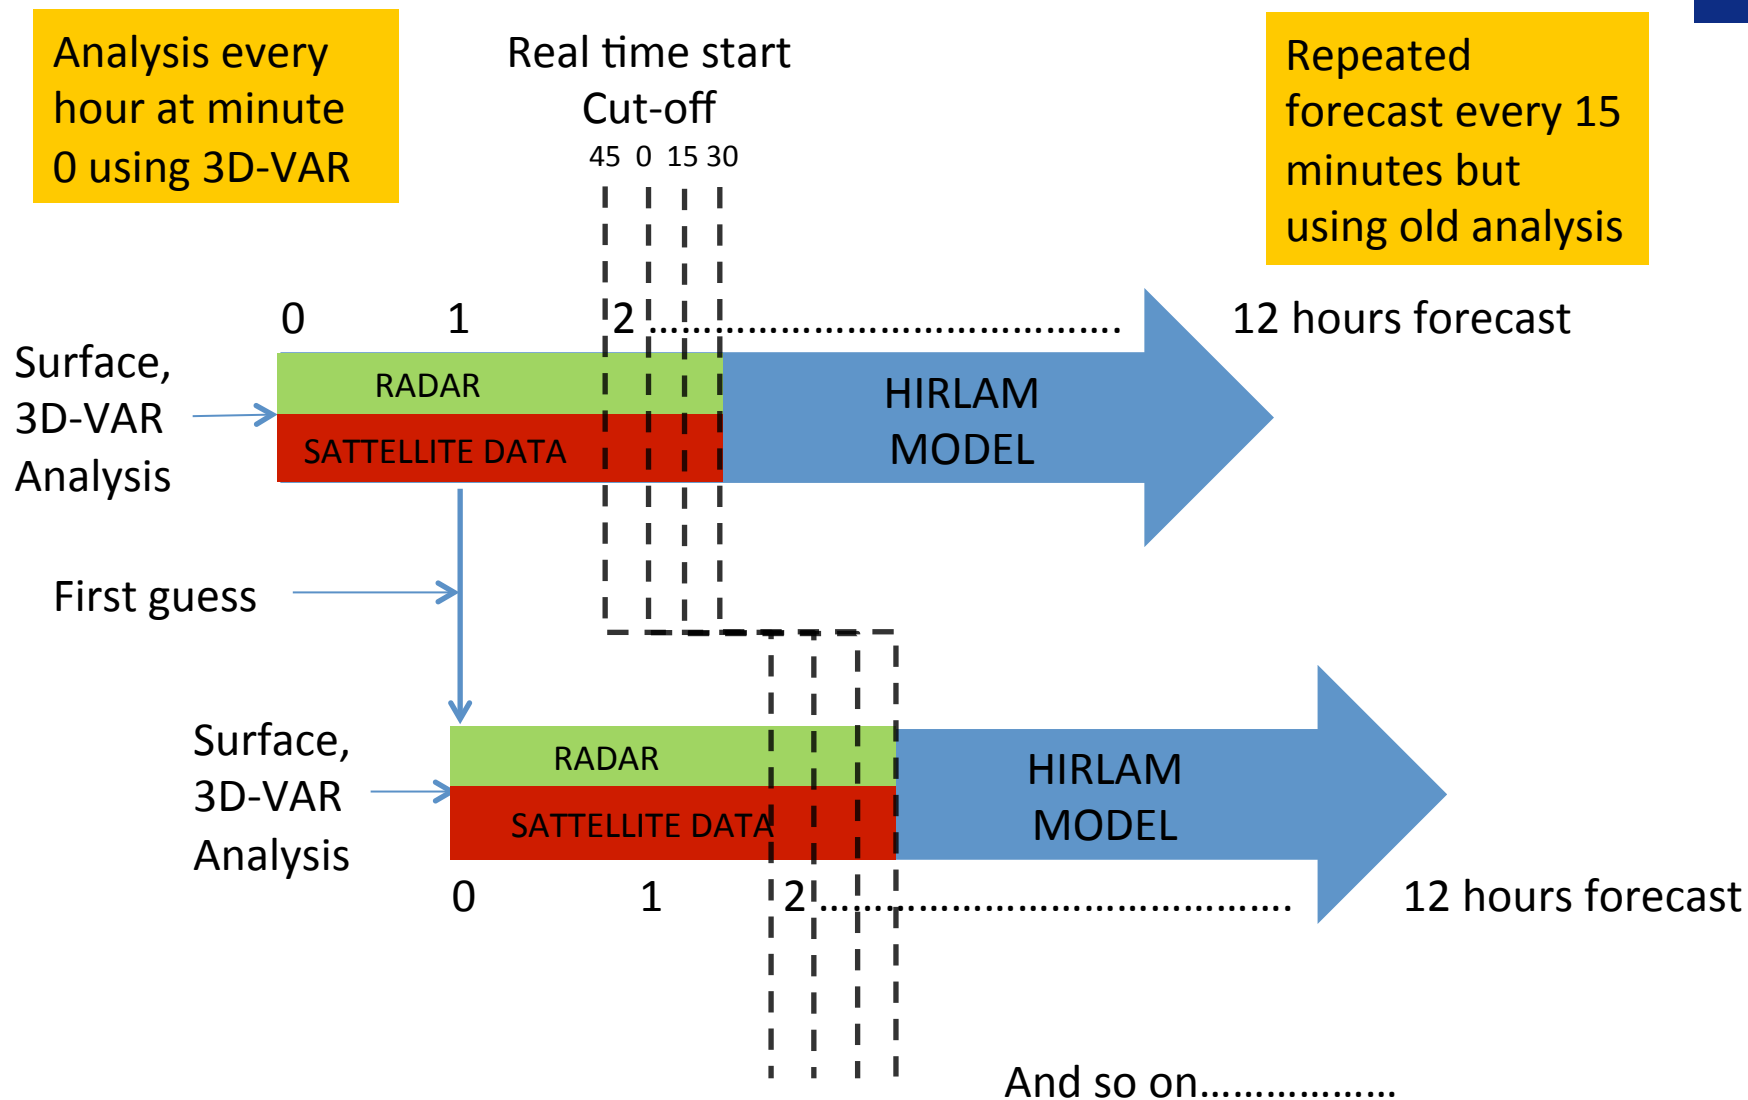 Analysis every
hour at minute
0 using 3D-VAR
Real time start
Cut-off
45 0 15 30
Repeated
forecast every 15
minutes but
using old analysis
0 1 2....................................... 12 hours forecast
Surface,
3D-VAR
Analysis
RADAR
SATTELLITE DATA
HIRLAM
MODEL
First guess
Surface,
3D-VAR
Analysis
RADAR
SATTELLITE DATA
HIRLAM
MODEL
0 1 2....................................... 12 hours forecast
And so on..................